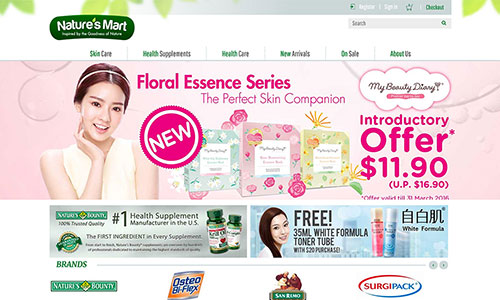 Register | Sign in
Checkout
Nature's Mart
Inspired by the Goodness of Nature
Search
Skin Care
Health Supplements
Health Care
New Arrivals
On Sale
About Us
Floral Essence Series
The Perfect Skin Companion
NEW
My Beauty Diary
Introductory
Offer*
$11.90
(U.P. $16.90)
*Offer valid till 31 March 2016
NATURE'S BOUNTY
100% Trusted Quality
#1 Health Supplement
Manufacturer in the U.S.
The FIRST INGREDIENT in Every Supplement
FREE!
35ML WHITE FORMULA
TONER TUBE
WITH $20 PURCHASE!
自白肌
White Formula
BRANDS
NATURE'S BOUNTY
Osteo
Bi-Flex
SAN REMO
SURGIPACK